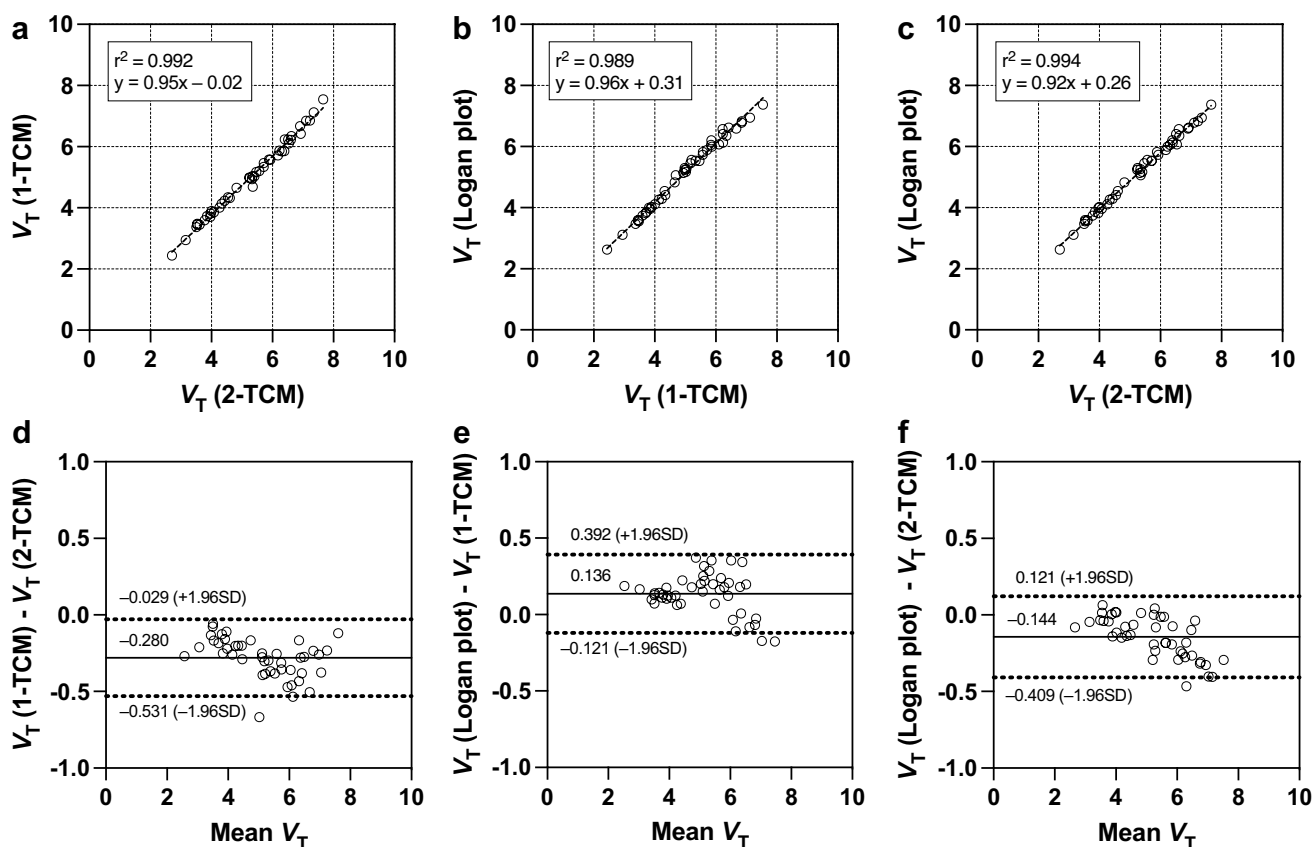 a
r² = 0.992
y = 0.95x – 0.02
10
8
6
4
2
0
0 2 4 6 8 10
V_T (1-TCM)
V_T (2-TCM)
b
r² = 0.989
y = 0.96x + 0.31
10
8
6
4
2
0
0 2 4 6 8 10
V_T (Logan plot)
V_T (1-TCM)
c
r² = 0.994
y = 0.92x + 0.26
10
8
6
4
2
0
0 2 4 6 8 10
V_T (Logan plot)
V_T (2-TCM)
d
1.0
0.5
0.0
-0.5
-1.0
–0.029 (+1.96SD)
–0.280
–0.531 (–1.96SD)
0 2 4 6 8 10
V_T (1-TCM) - V_T (2-TCM)
Mean V_T
e
1.0
0.5
0.0
-0.5
-1.0
0.392 (+1.96SD)
0.136
–0.121 (–1.96SD)
0 2 4 6 8 10
V_T (Logan plot) - V_T (1-TCM)
Mean V_T
f
1.0
0.5
0.0
-0.5
-1.0
0.121 (+1.96SD)
–0.144
–0.409 (–1.96SD)
0 2 4 6 8 10
V_T (Logan plot) - V_T (2-TCM)
Mean V_T